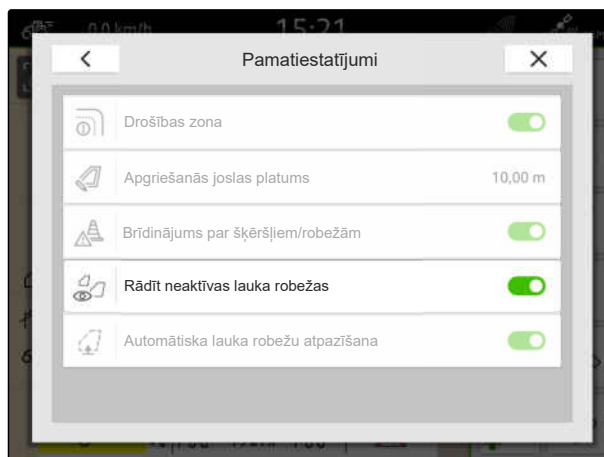 0,0 km/h 15:21
Pamatiestatījumi
Drošības zona
Apgriešanās joslas platums 10,00 m
Brīdinājums par šķēršļiem/robežām
Rādīt neaktīvas lauka robežas
Automātiska lauka robežu atpazīšana